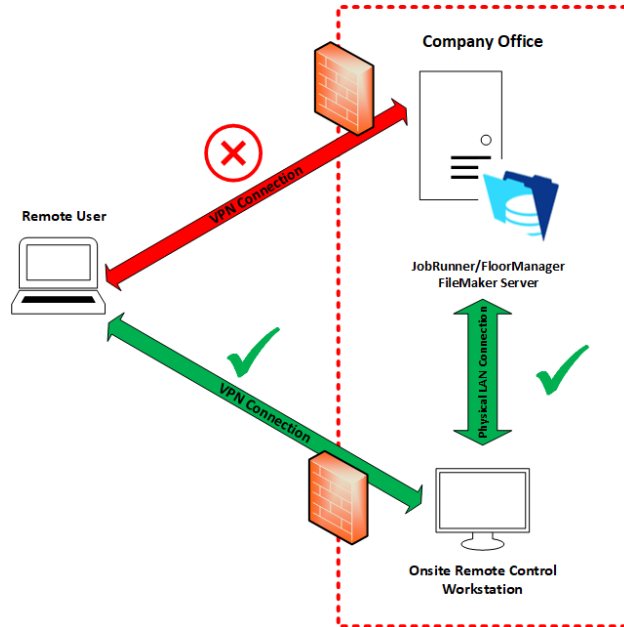 Company Office
VPN Connection
Remote User
JobRunner/FloorManager
FileMaker Server
Physical LAN Connection
VPN Connection
Onsite Remote Control
Workstation